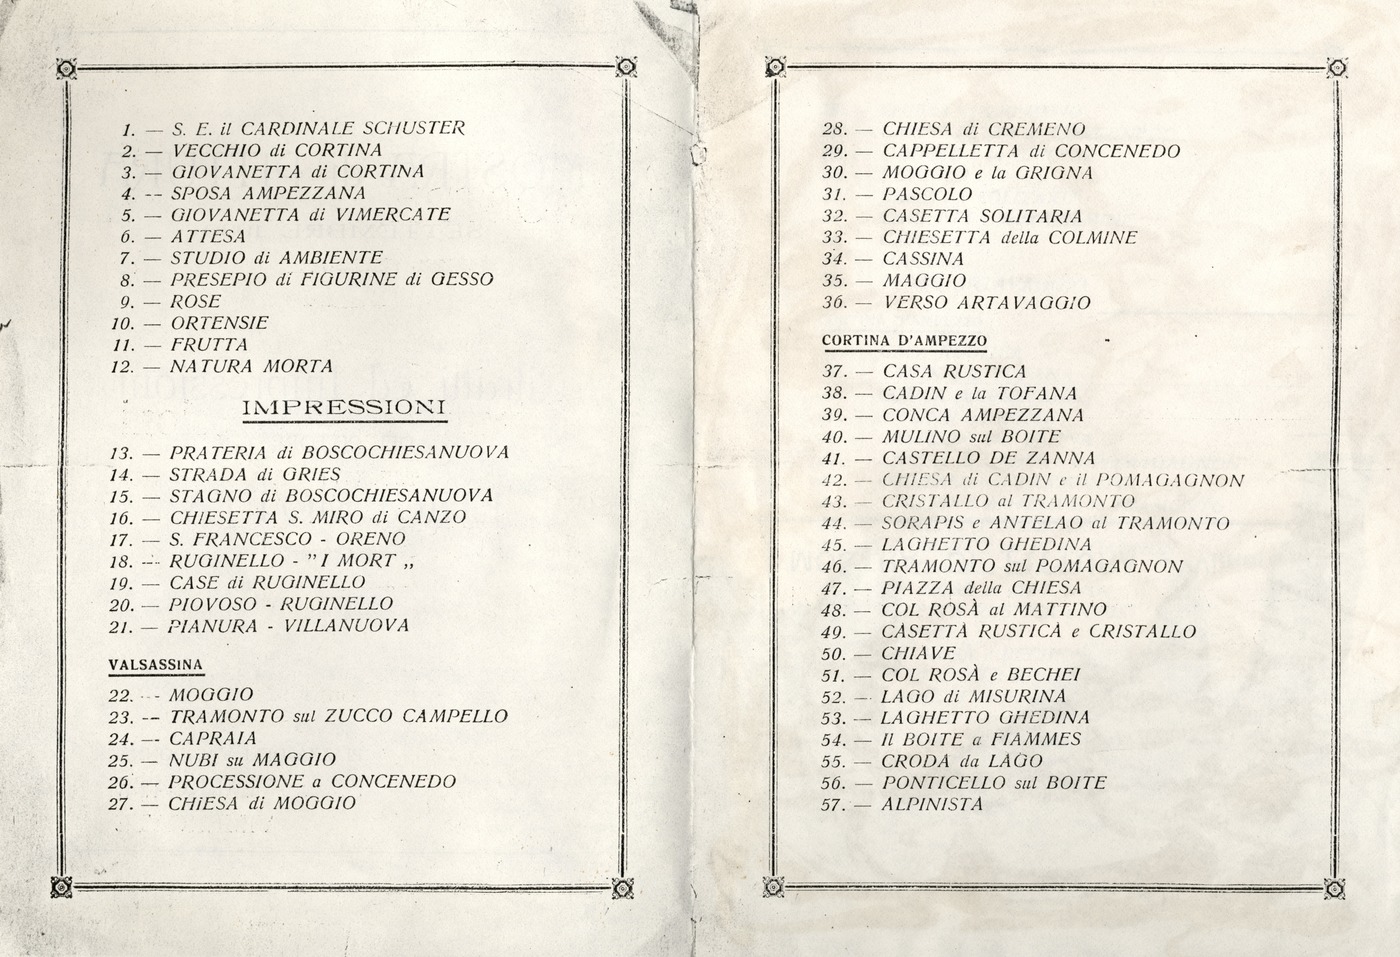 1. — S. E. il CARDINALE SCHUSTER
2. — VECCHIO di CORTINA
3. — GIOVANETTA di CORTINA
4. -- SPOSA AMPEZZANA
5. — GIOVANETTA di VIMERCATE
6. — ATTESA
7. — STUDIO di AMBIENTE
8. — PRESEPIO di FIGURINE di GESSO
9. — ROSE
10. — ORTENSIE
11. — FRUTTA
12. — NATURA MORTA
IMPRESSIONI
13. — PRATERIA di BOSCOCHIESANUOVA
14. — STRADA di GRIES
15. — STAGNO di BOSCOCHIESANUOVA
16. — CHIESETTA S. MIRO di CANZO
17. — S. FRANCESCO - ORENO
18. -- RUGINELLO - " I MORT „
19. — CASE di RUGINELLO
20. — PIOVOSO - RUGINELLO
21. — PIANURA - VILLANUOVA
VALSASSINA
22. -- MOGGIO
23. -- TRAMONTO sul ZUCCO CAMPELLO
24. -- CAPRAIA
25. — NUBI su MAGGIO
26. — PROCESSIONE a CONCENEDO
27. — CHiESA di MOGGIO
28. — CHIESA di CREMENO
29. — CAPPELLETTA di CONCENEDO
30. — MOGGIO e la GRIGNA
31. — PASCOLO
32. — CASETTA SOLITARIA
33. — CHIESETTA della COLMINE
34. — CASSINA
35. — MAGGIO
36. — VERSO ARTAVAGGIO
CORTINA D'AMPEZZO
37. — CASA RUSTICA
38. — CADIN e la TOFANA
39. — CONCA AMPEZZANA
40. — MULINO sul BOITE
41. — CASTELLO DE ZANNA
42. — CHIESA di CADIN e il POMAGAGNON
43. — CRISTALLO al TRAMONTO
44. — SORAPIS e ANTELAO al TRAMONTO
45. — LAGHETTO GHEDINA
46. — TRAMONTO sul POMAGAGNON
47. — PIAZZA della CHIESA
48. — COL ROSÀ al MATTINO
49. — CASETTA RUSTICA e CRISTALLO
50. — CHIAVE
51. — COL ROSÀ e BECHEI
52. — LAGO di MISURINA
53. — LAGHETTO GHEDINA
54. — Il BOITE a FIAMMES
55. — CRODA da LAGO
56. — PONTICELLO sul BOITE
57. — ALPINISTA